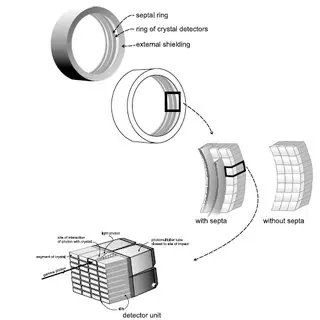 septal ring
ring of crystal detectors
external shielding
with septa
without septa
light photon
site of interaction
of photon with crystal
photomultiplier tube
closest to site of impact
segment of crystal
gamma photon
slits
detector unit